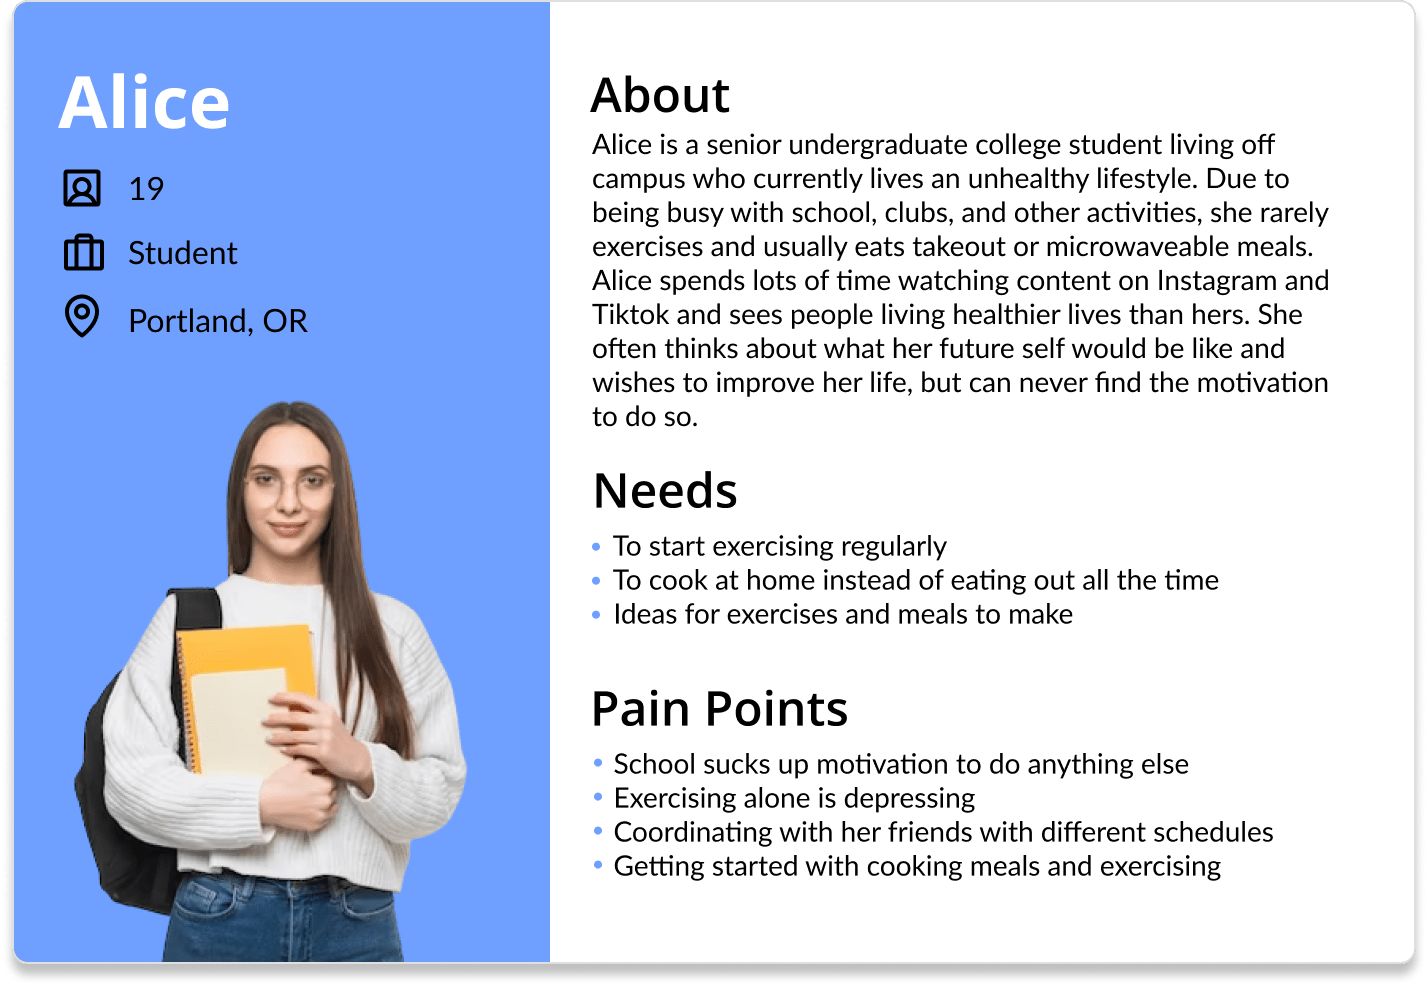 Alice
19
Student
Portland, OR
About
Alice is a senior undergraduate college student living off
campus who currently lives an unhealthy lifestyle. Due to
being busy with school, clubs, and other activities, she rarely
exercises and usually eats takeout or microwaveable meals.
Alice spends lots of time watching content on Instagram and
Tiktok and sees people living healthier lives than hers. She
often thinks about what her future self would be like and
wishes to improve her life, but can never find the motivation
to do so.
Needs
• To start exercising regularly
• To cook at home instead of eating out all the time
• Ideas for exercises and meals to make
Pain Points
• School sucks up motivation to do anything else
• Exercising alone is depressing
• Coordinating with her friends with different schedules
• Getting started with cooking meals and exercising